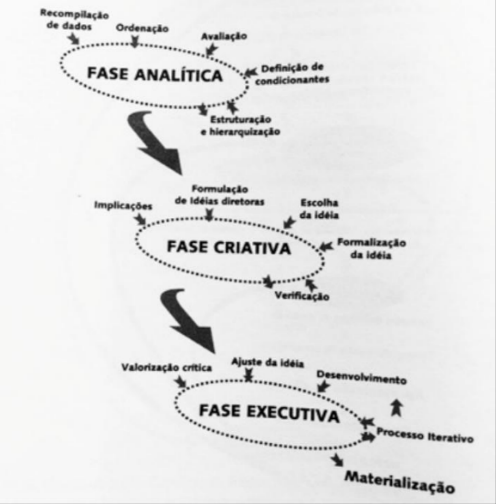 Recompilação
de dados
Ordenação
Avaliação
FASE ANALÍTICA
Definição de
condicionantes
Estruturação
e hierarquização
Implicações
Formulação
de Idéias diretoras
Escolha
da idéia
FASE CRIATIVA
Formalização
da idéia
Verificação
Valorização crítica
Ajuste da idéia
Desenvolvimento
FASE EXECUTIVA
Processo Iterativo
Materialização